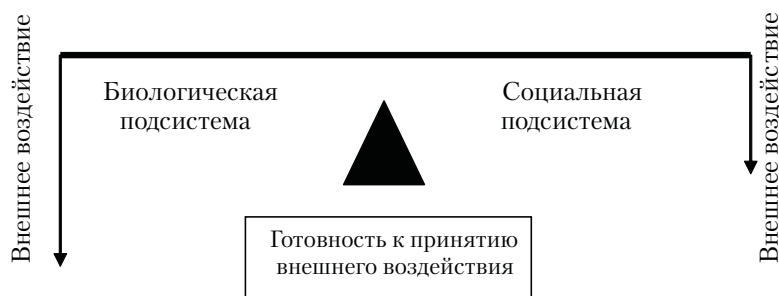 Внешнее воздействие
Биологическая
подсистема
Социальная
подсистема
Внешнее воздействие
Готовность к принятию
внешнего воздействия